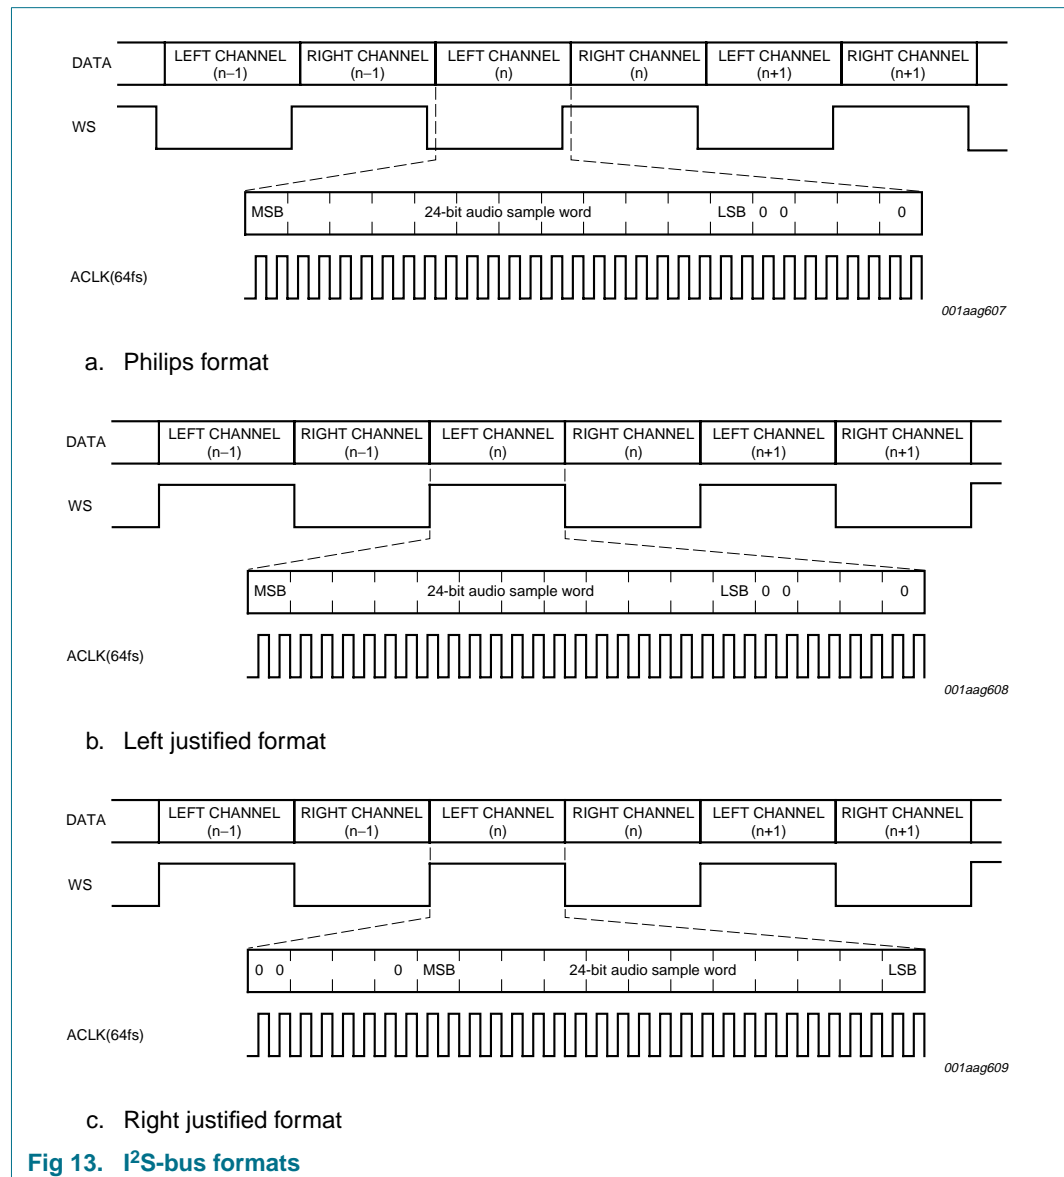 DATA LEFT CHANNEL (n−1) RIGHT CHANNEL (n−1) LEFT CHANNEL (n) RIGHT CHANNEL (n) LEFT CHANNEL (n+1) RIGHT CHANNEL (n+1)
WS
MSB 24-bit audio sample word LSB 0 0 0
ACLK(64fs)
001aag607
a. Philips format
DATA LEFT CHANNEL (n−1) RIGHT CHANNEL (n−1) LEFT CHANNEL (n) RIGHT CHANNEL (n) LEFT CHANNEL (n+1) RIGHT CHANNEL (n+1)
WS
MSB 24-bit audio sample word LSB 0 0 0
ACLK(64fs)
001aag608
b. Left justified format
DATA LEFT CHANNEL (n−1) RIGHT CHANNEL (n−1) LEFT CHANNEL (n) RIGHT CHANNEL (n) LEFT CHANNEL (n+1) RIGHT CHANNEL (n+1)
WS
0 0 0 MSB 24-bit audio sample word LSB
ACLK(64fs)
001aag609
c. Right justified format
Fig 13. I²S-bus formats